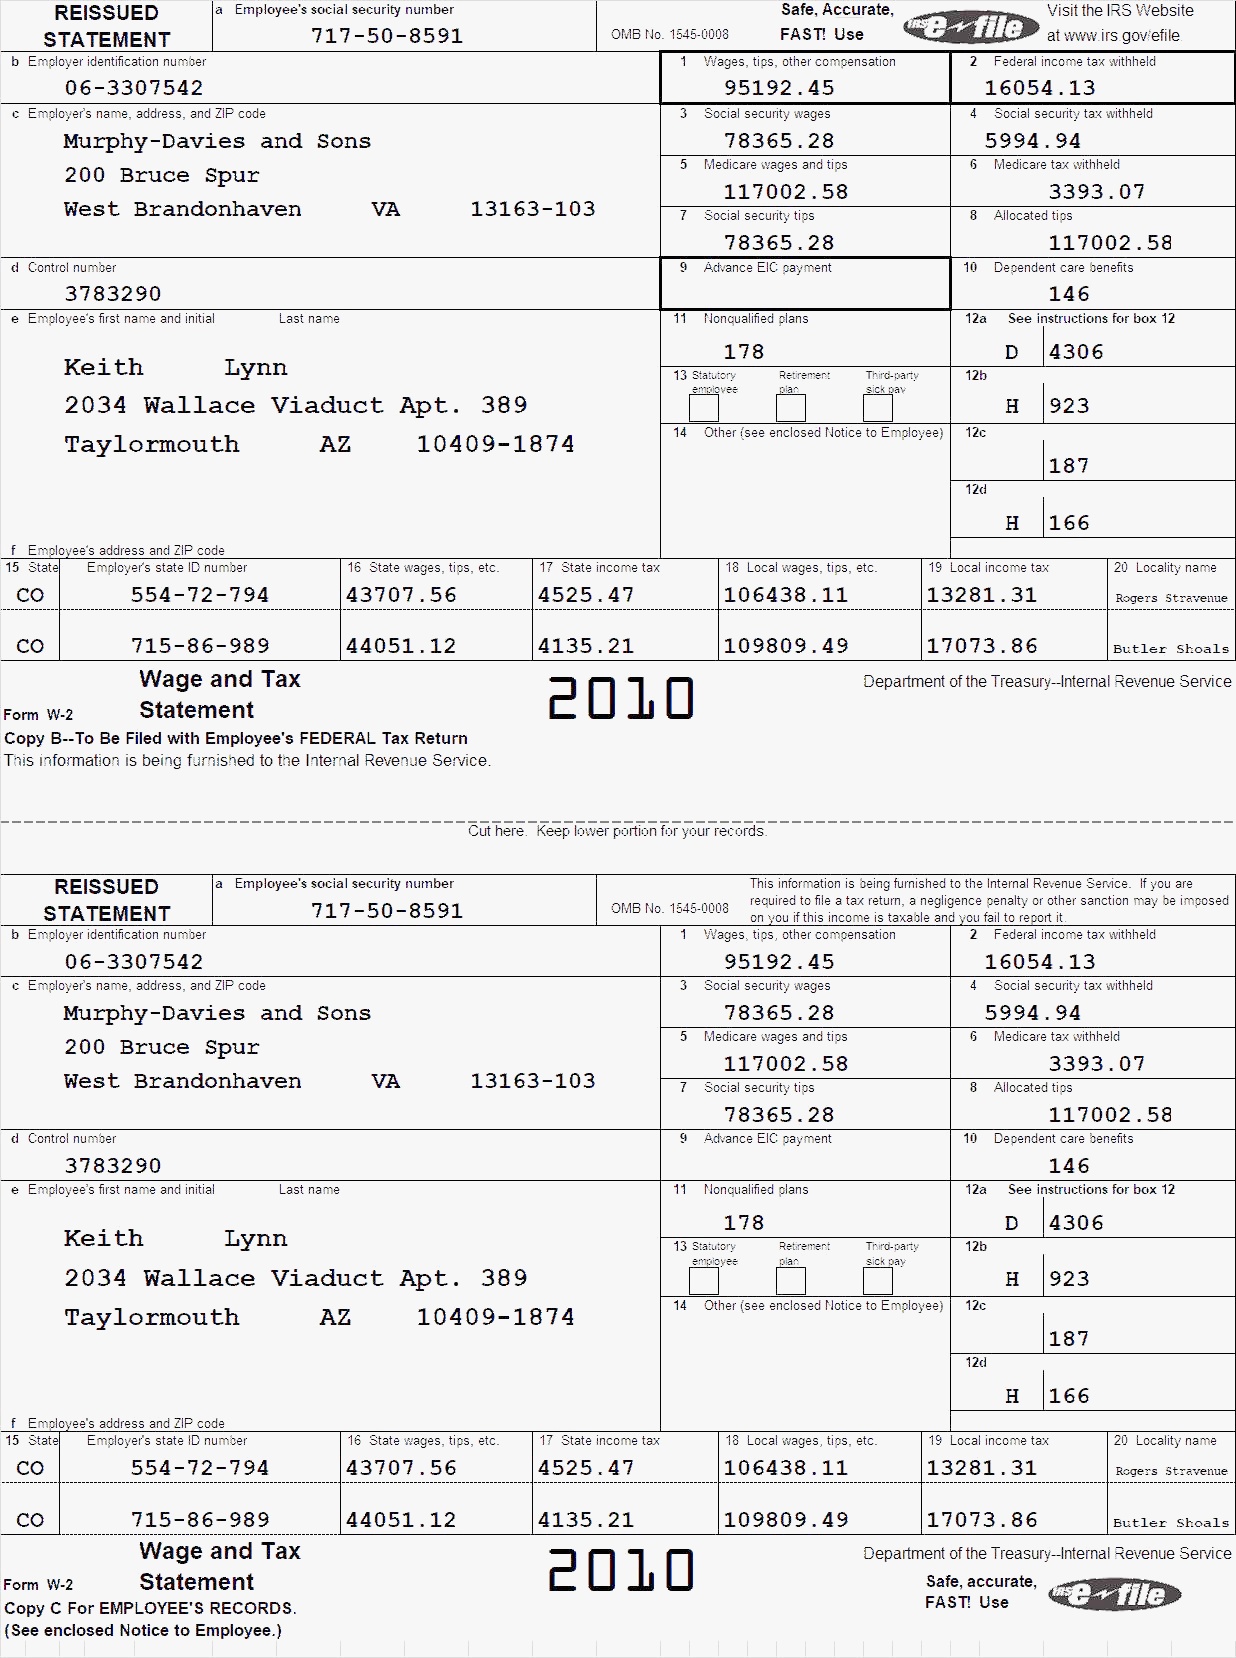 REISSUED STATEMENT
a Employee's social security number
717-50-8591
OMB No. 1545-0008
Safe, Accurate, FAST! Use
IRS e-file
Visit the IRS Website at www.irs.gov/efile
b Employer identification number
06-3307542
1 Wages, tips, other compensation
95192.45
2 Federal income tax withheld
16054.13
c Employer's name, address, and ZIP code
Murphy-Davies and Sons
200 Bruce Spur
West Brandonhaven VA 13163-103
3 Social security wages
78365.28
4 Social security tax withheld
5994.94
5 Medicare wages and tips
117002.58
6 Medicare tax withheld
3393.07
7 Social security tips
78365.28
8 Allocated tips
117002.58
d Control number
3783290
9 Advance EIC payment
10 Dependent care benefits
146
e Employee's first name and initial Last name
Keith Lynn
2034 Wallace Viaduct Apt. 389
Taylormouth AZ 10409-1874
11 Nonqualified plans
178
12a See instructions for box 12
D 4306
13 Statutory employee Retirement plan Third-party sick pay
12b
H 923
14 Other (see enclosed Notice to Employee)
12c
187
12d
H 166
f Employee's address and ZIP code
15 State Employer's state ID number 16 State wages, tips, etc. 17 State income tax 18 Local wages, tips, etc. 19 Local income tax 20 Locality name
CO 554-72-794 43707.56 4525.47 106438.11 13281.31 Rogers Stravenue
CO 715-86-989 44051.12 4135.21 109809.49 17073.86 Butler Shoals
Form W-2 Wage and Tax Statement
2010
Department of the Treasury--Internal Revenue Service
Copy B--To Be Filed with Employee's FEDERAL Tax Return
This information is being furnished to the Internal Revenue Service.
Cut here. Keep lower portion for your records.
REISSUED STATEMENT
a Employee's social security number
717-50-8591
OMB No. 1545-0008
This information is being furnished to the Internal Revenue Service. If you are
required to file a tax return, a negligence penalty or other sanction may be imposed
on you if this income is taxable and you fail to report it.
b Employer identification number
06-3307542
1 Wages, tips, other compensation
95192.45
2 Federal income tax withheld
16054.13
c Employer's name, address, and ZIP code
Murphy-Davies and Sons
200 Bruce Spur
West Brandonhaven VA 13163-103
3 Social security wages
78365.28
4 Social security tax withheld
5994.94
5 Medicare wages and tips
117002.58
6 Medicare tax withheld
3393.07
7 Social security tips
78365.28
8 Allocated tips
117002.58
d Control number
3783290
9 Advance EIC payment
10 Dependent care benefits
146
e Employee's first name and initial Last name
Keith Lynn
2034 Wallace Viaduct Apt. 389
Taylormouth AZ 10409-1874
11 Nonqualified plans
178
12a See instructions for box 12
D 4306
13 Statutory employee Retirement plan Third-party sick pay
12b
H 923
14 Other (see enclosed Notice to Employee)
12c
187
12d
H 166
f Employee's address and ZIP code
15 State Employer's state ID number 16 State wages, tips, etc. 17 State income tax 18 Local wages, tips, etc. 19 Local income tax 20 Locality name
CO 554-72-794 43707.56 4525.47 106438.11 13281.31 Rogers Stravenue
CO 715-86-989 44051.12 4135.21 109809.49 17073.86 Butler Shoals
Form W-2 Wage and Tax Statement
2010
Department of the Treasury--Internal Revenue Service
Safe, accurate, FAST! Use
IRS e-file
Copy C For EMPLOYEE'S RECORDS.
(See enclosed Notice to Employee.)